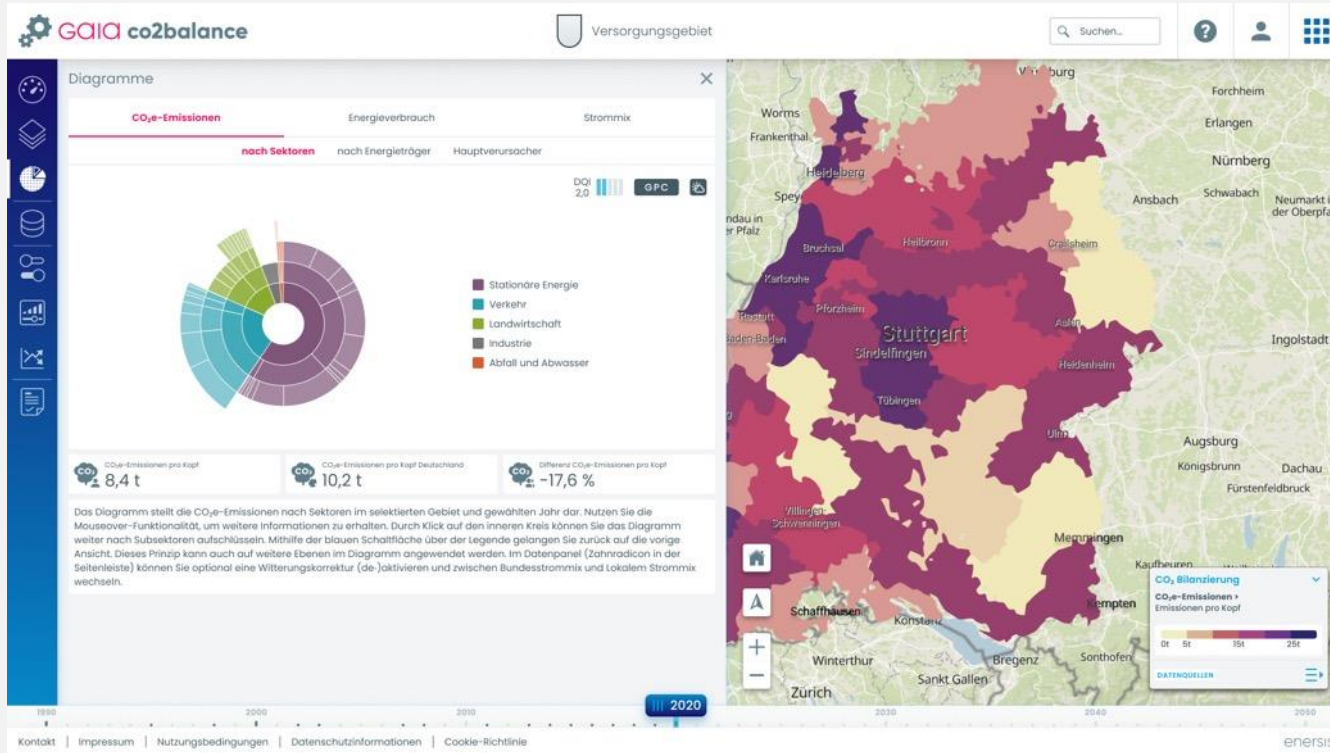 GaIa co2balance
Versorgungsgebiet
Suchen...
Diagramme
CO₂e-Emissionen
Energieverbrauch
Strommix
nach Sektoren
nach Energieträger
Hauptverursacher
DQI
2,0
GPC
Stationäre Energie
Verkehr
Landwirtschaft
Industrie
Abfall und Abwasser
CO₂e-Emissionen pro Kopf
8,4 t
CO₂e-Emissionen pro Kopf Deutschland
10,2 t
Differenz CO₂e-Emissionen pro Kopf
-17,6 %
Das Diagramm stellt die CO₂e-Emissionen nach Sektoren im selektierten Gebiet und gewählten Jahr dar. Nutzen Sie die
Mouseover-Funktionalität, um weitere Informationen zu erhalten. Durch Klick auf den inneren Kreis können Sie das Diagramm
weiter nach Subsektoren aufschlüsseln. Mithilfe der blauen Schaltfläche über der Legende gelangen Sie zurück auf die vorige
Ansicht. Dieses Prinzip kann auch auf weitere Ebenen im Diagramm angewendet werden. Im Datenpanel (Zahnradicon in der
Seitenleiste) können Sie optional eine Witterungskorrektur (de-)aktivieren und zwischen Bundesstrommix und Lokalem Strommix
wechseln.
Worms
Forchheim
Frankenthal
Erlangen
Nürnberg
Heidelberg
Ansbach
Schwabach
Neumarkt i
der Oberpfa
ndau in
er Pfalz
Bruchsal
Heilbronn
Crailsheim
Karlsruhe
Rastatt
Pforzheim
Aalen
Baden-Baden
Stuttgart
Ingolstadt
Sindelfingen
Heidenheim
Tübingen
Ulm
Augsburg
Königsbrunn
Dachau
Fürstenfeldbruck
Villingen-
Schwenningen
Memmingen
Kaufbeuren
Kempten
Schaffhausen
Konstanz
Winterthur
Bregenz
Sonthofen
Sankt Gallen
Zürich
CO₂ Bilanzierung
CO₂e-Emissionen >
Emissionen pro Kopf
0t 5t 15t 25t
DATENQUELLEN
1990
2000
2010
2020
2030
2040
2050
Kontakt | Impressum | Nutzungsbedingungen | Datenschutzinformationen | Cookie-Richtlinie
enersis